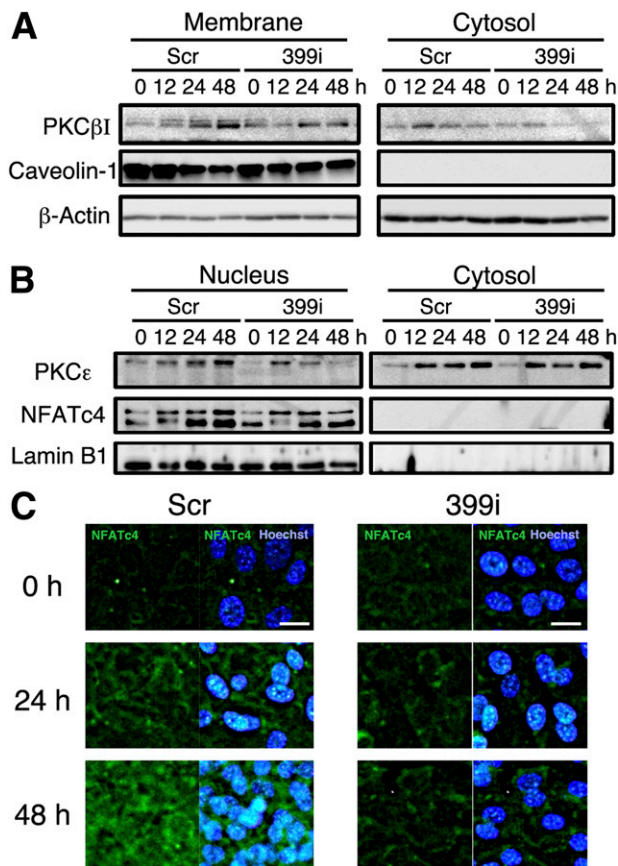 A
Membrane Cytosol
Scr 399i Scr 399i
0 12 24 48 0 12 24 48 h 0 12 24 48 0 12 24 48 h
PKCβI
Caveolin-1
β-Actin
B
Nucleus Cytosol
Scr 399i Scr 399i
0 12 24 48 0 12 24 48 h 0 12 24 48 0 12 24 48 h
PKCε
NFATc4
Lamin B1
C
Scr 399i
NFATc4 NFATc4 Hoechst NFATc4 NFATc4 Hoechst
0 h
24 h
48 h